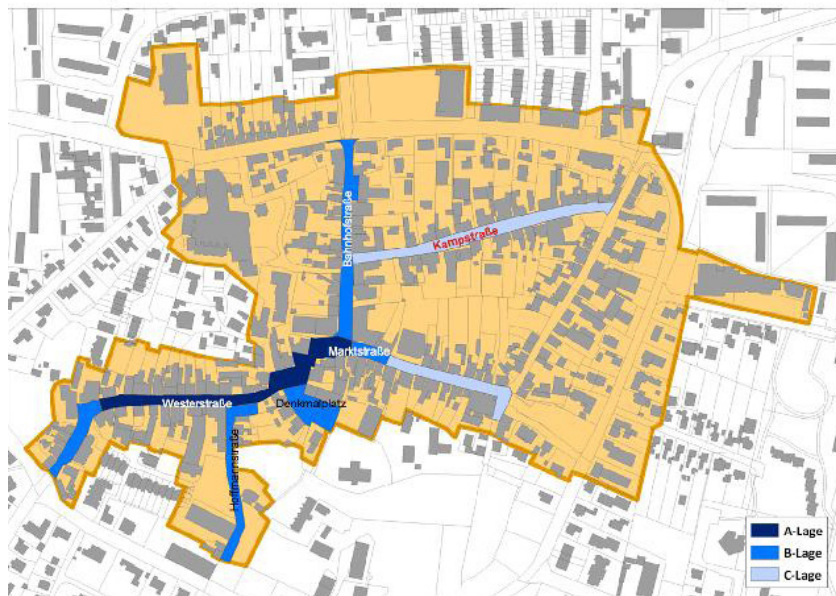 Bahnhofstraße
Kampstraße
Marktstraße
Westerstraße
Denkmalplatz
Hoffmannstraße
A-Lage
B-Lage
C-Lage